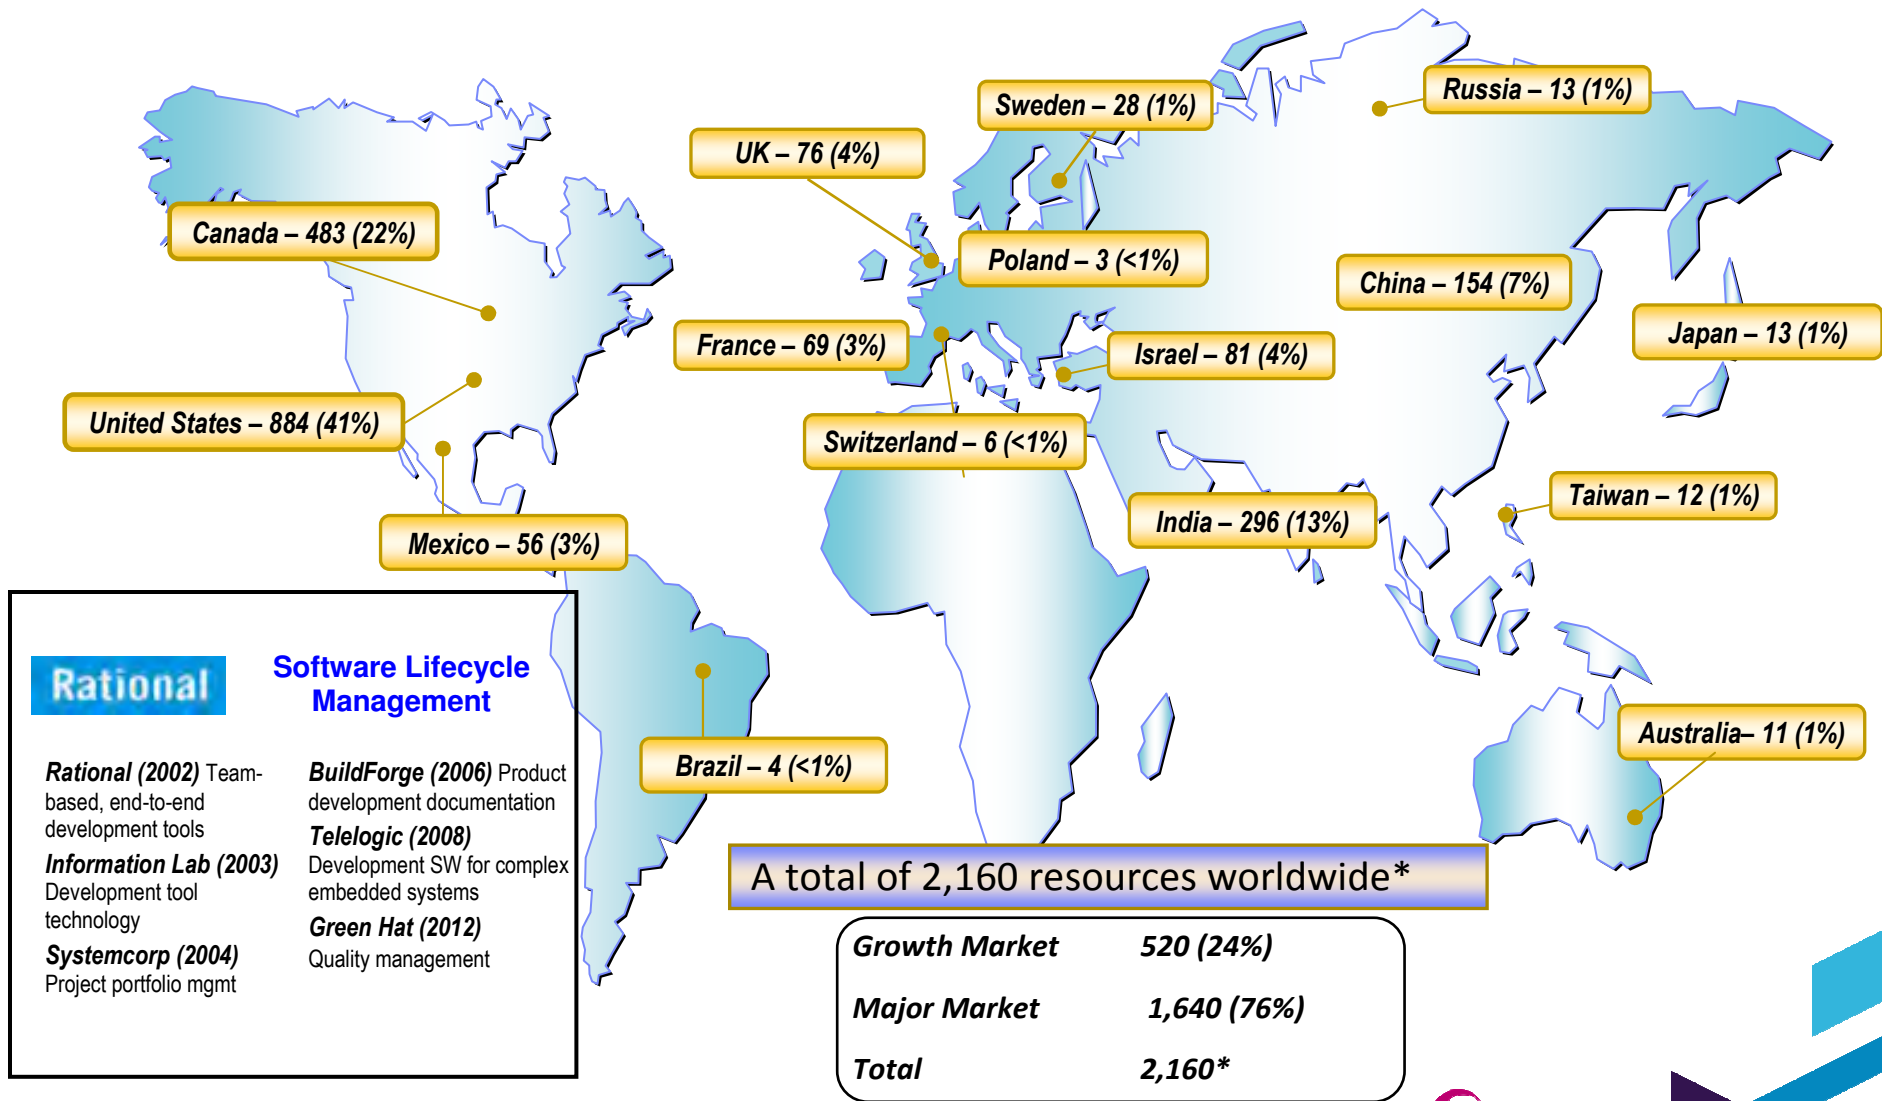 Russia – 13 (1%)
Sweden – 28 (1%)
UK – 76 (4%)
Canada – 483 (22%)
Poland – 3 (<1%)
China – 154 (7%)
Japan – 13 (1%)
France – 69 (3%)
Israel – 81 (4%)
United States – 884 (41%)
Switzerland – 6 (<1%)
Taiwan – 12 (1%)
India – 296 (13%)
Mexico – 56 (3%)
Australia– 11 (1%)
Brazil – 4 (<1%)
Rational
Software Lifecycle
Management
Rational (2002) Team-
based, end-to-end
development tools
Information Lab (2003)
Development tool
technology
Systemcorp (2004)
Project portfolio mgmt
BuildForge (2006) Product
development documentation
Telelogic (2008)
Development SW for complex
embedded systems
Green Hat (2012)
Quality management
A total of 2,160 resources worldwide*
Growth Market 520 (24%)
Major Market 1,640 (76%)
Total 2,160*